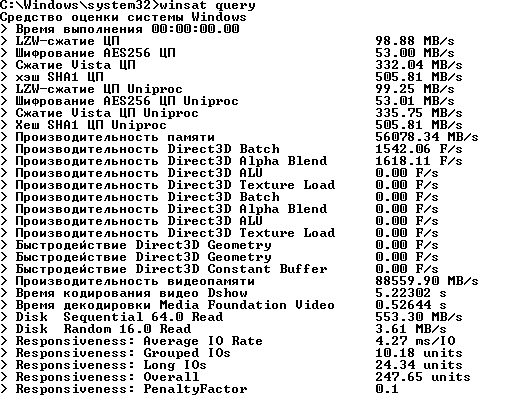 C:\Windows\system32>winsat query
Средство оценки системы Windows
> Время выполнения 00:00:00.00
> LZW-сжатие ЦП 98.88 MB/s
> Шифрование AES256 ЦП 53.00 MB/s
> Сжатие Vista ЦП 332.04 MB/s
> хэш SHA1 ЦП 505.81 MB/s
> LZW-сжатие ЦП Uniproc 99.25 MB/s
> Шифрование AES256 ЦП Uniproc 53.01 MB/s
> Сжатие Vista ЦП Uniproc 335.75 MB/s
> Хеш SHA1 ЦП Uniproc 505.81 MB/s
> Производительность памяти 56078.34 MB/s
> Производительность Direct3D Batch 1542.06 F/s
> Производительность Direct3D Alpha Blend 1618.11 F/s
> Производительность Direct3D ALU 0.00 F/s
> Производительность Direct3D Texture Load 0.00 F/s
> Производительность Direct3D Batch 0.00 F/s
> Производительность Direct3D Alpha Blend 0.00 F/s
> Производительность Direct3D ALU 0.00 F/s
> Производительность Direct3D Texture Load 0.00 F/s
> Быстродействие Direct3D Geometry 0.00 F/s
> Быстродействие Direct3D Geometry 0.00 F/s
> Быстродействие Direct3D Constant Buffer 0.00 F/s
> Производительность видеопамяти 88559.90 MB/s
> Время кодирования видео Dshow 5.22302 s
> Время декодировки Media Foundation Video 0.52644 s
> Disk Sequential 64.0 Read 553.30 MB/s
> Disk Random 16.0 Read 3.61 MB/s
> Responsiveness: Average IO Rate 4.27 ms/IO
> Responsiveness: Grouped IOs 10.18 units
> Responsiveness: Long IOs 24.34 units
> Responsiveness: Overall 247.65 units
> Responsiveness: PenaltyFactor 0.1